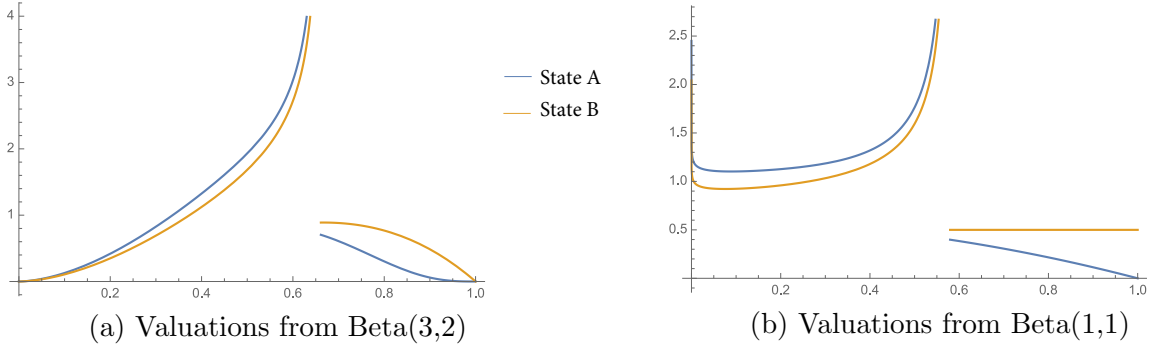 4
3
2
1
0.2 0.4 0.6 0.8 1.0
State A
State B
(a) Valuations from Beta(3,2)
2.5
2.0
1.5
1.0
0.5
0.2 0.4 0.6 0.8 1.0
(b) Valuations from Beta(1,1)